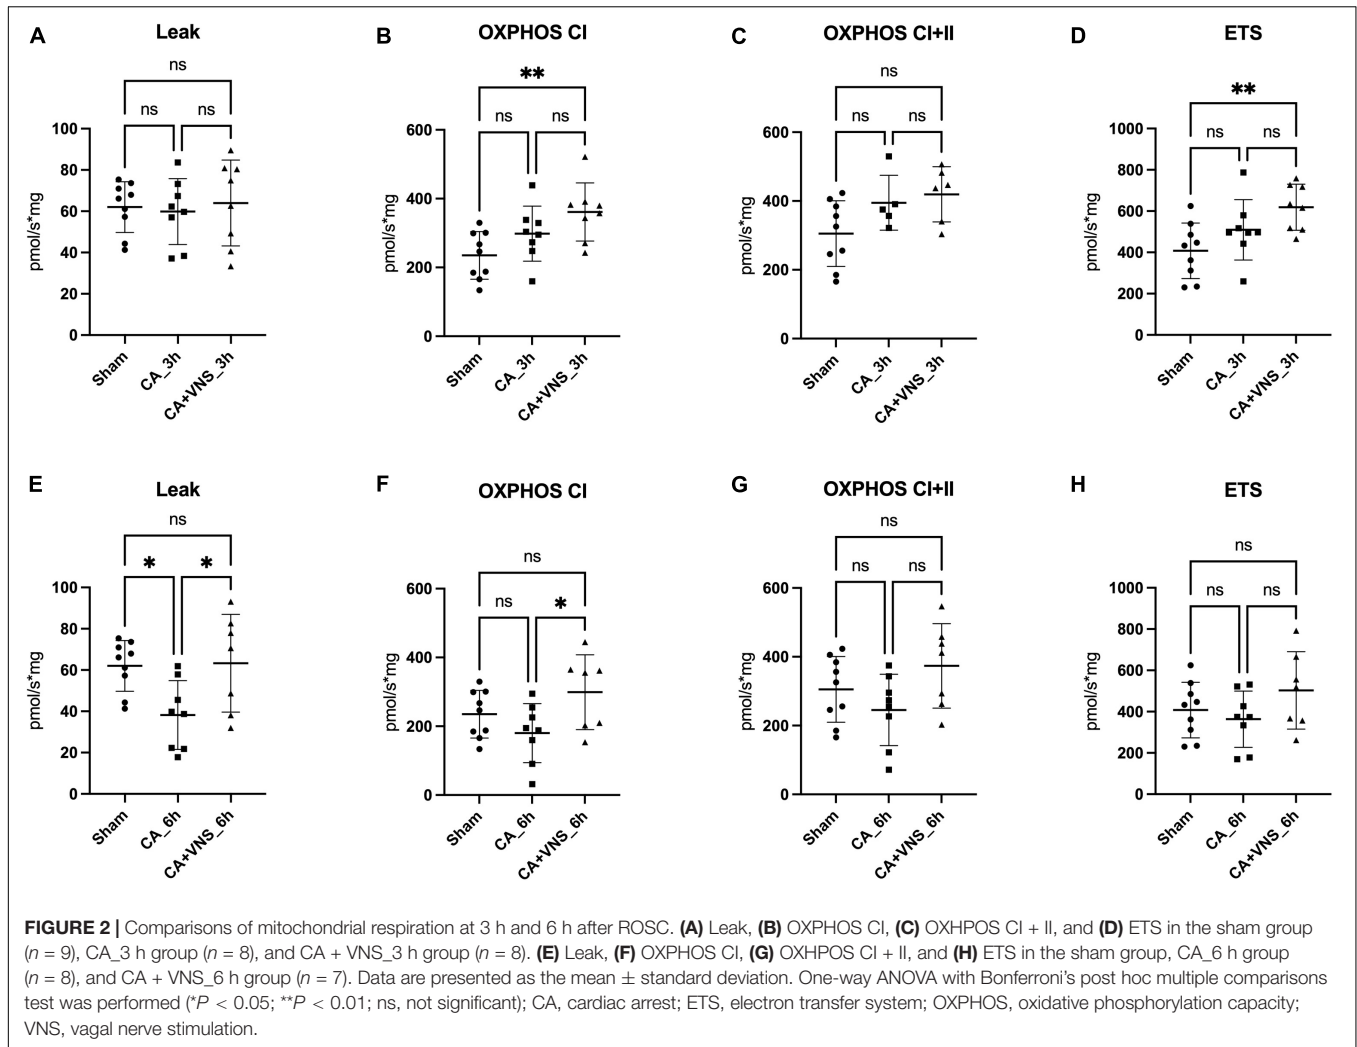 A Leak
ns
ns ns
100
80
60
40
20
0
pmol/s*mg
Sham
CA_3h
CA+VNS_3h
B OXPHOS CI
**
ns ns
600
400
200
0
pmol/s*mg
Sham
CA_3h
CA+VNS_3h
C OXPHOS CI+II
ns
ns ns
600
400
200
0
pmol/s*mg
Sham
CA_3h
CA+VNS_3h
D ETS
**
ns ns
1000
800
600
400
200
0
pmol/s*mg
Sham
CA_3h
CA+VNS_3h
E Leak
ns
* *
100
80
60
40
20
0
pmol/s*mg
Sham
CA_6h
CA+VNS_6h
F OXPHOS CI
ns
ns *
600
400
200
0
pmol/s*mg
Sham
CA_6h
CA+VNS_6h
G OXPHOS CI+II
ns
ns ns
600
400
200
0
pmol/s*mg
Sham
CA_6h
CA+VNS_6h
H ETS
ns
ns ns
1000
800
600
400
200
0
pmol/s*mg
Sham
CA_6h
CA+VNS_6h
FIGURE 2 | Comparisons of mitochondrial respiration at 3 h and 6 h after ROSC. (A) Leak, (B) OXPHOS CI, (C) OXHPOS CI + II, and (D) ETS in the sham group
(n = 9), CA_3 h group (n = 8), and CA + VNS_3 h group (n = 8). (E) Leak, (F) OXPHOS CI, (G) OXHPOS CI + II, and (H) ETS in the sham group, CA_6 h group
(n = 8), and CA + VNS_6 h group (n = 7). Data are presented as the mean ± standard deviation. One-way ANOVA with Bonferroni's post hoc multiple comparisons
test was performed (*P < 0.05; **P < 0.01; ns, not significant); CA, cardiac arrest; ETS, electron transfer system; OXPHOS, oxidative phosphorylation capacity;
VNS, vagal nerve stimulation.